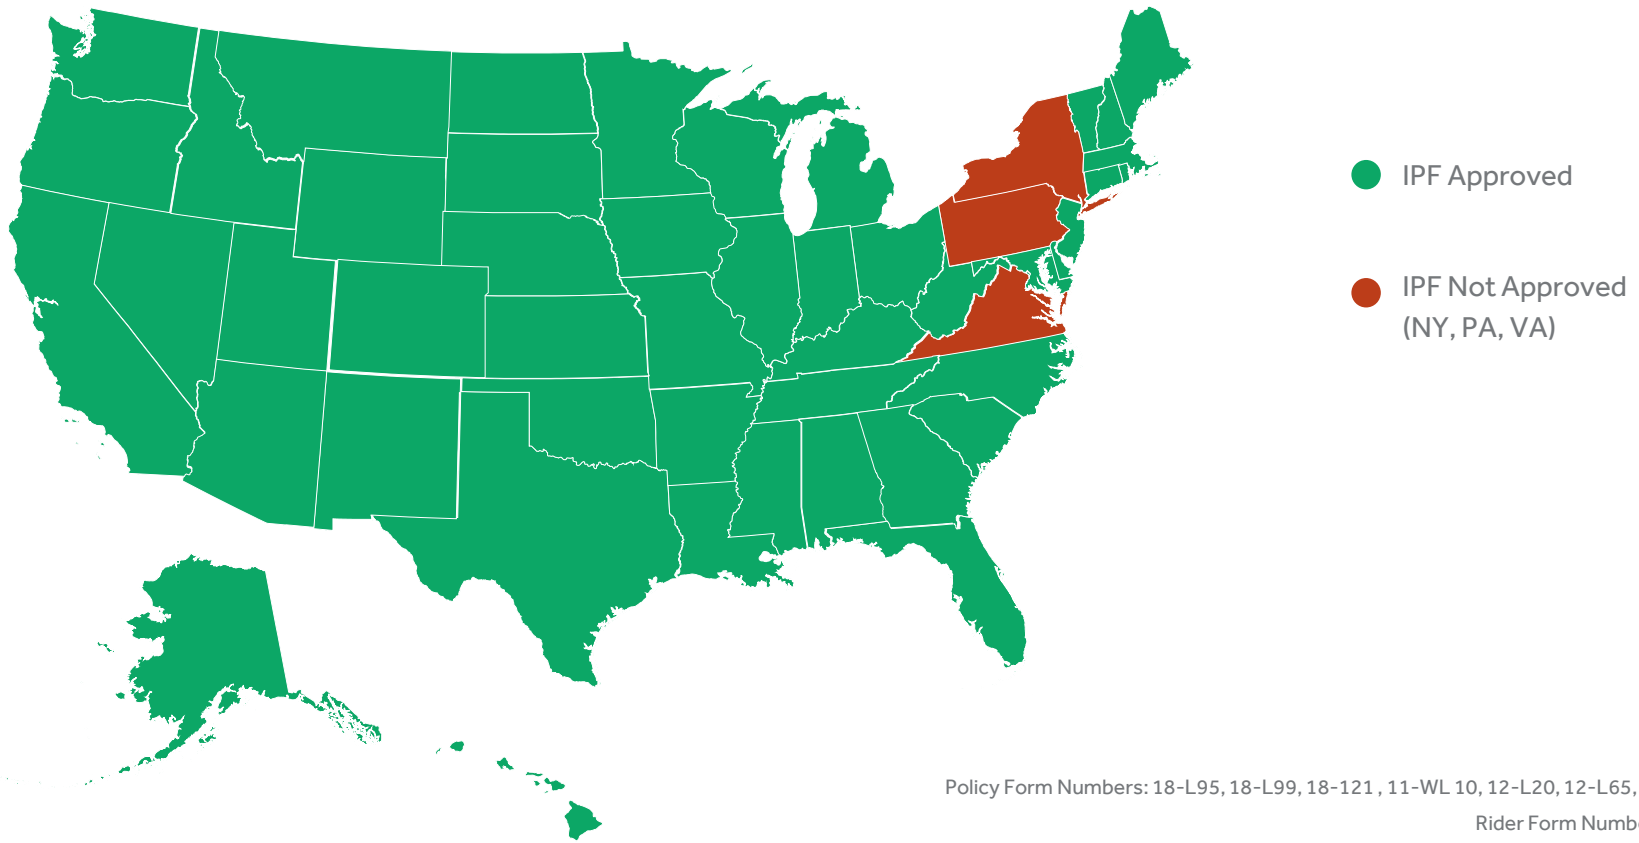 IPF Approved
IPF Not Approved
(NY, PA, VA)
Policy Form Numbers: 18-L95, 18-L99, 18-121 , 11-WL 10, 12-L20, 12-L65,
Rider Form